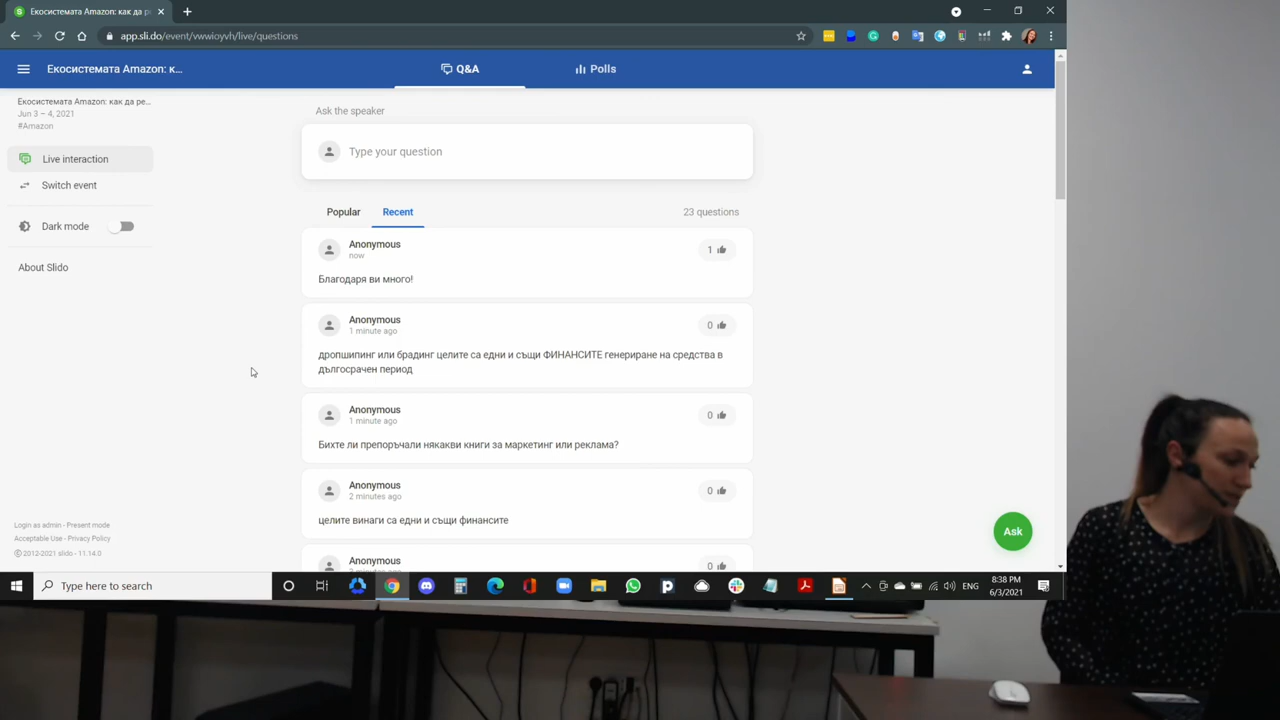 Екосистемата Amazon: как да р
app.sli.do/event/vwwioyvh/live/questions
Екосистемата Amazon: к...
Q&A
Polls
Екосистемата Amazon: как да ре...
Jun 3 – 4, 2021
#Amazon
Live interaction
Switch event
Dark mode
About Slido
Ask the speaker
Type your question
Popular
Recent
23 questions
Anonymous
now
1
Благодаря ви много!
Anonymous
1 minute ago
0
дропшипинг или брадинг целите са едни и същи ФИНАНСИТЕ генериране на средства в
дългосрачен период
Anonymous
1 minute ago
0
Бихте ли препоръчали някакви книги за маркетинг или реклама?
Anonymous
2 minutes ago
0
целите винаги са едни и същи финансите
Anonymous
0
Login as admin - Present mode
Acceptable Use - Privacy Policy
© 2012-2021 slido - 11.14.0
Ask
Type here to search
ENG
8:38 PM
6/3/2021